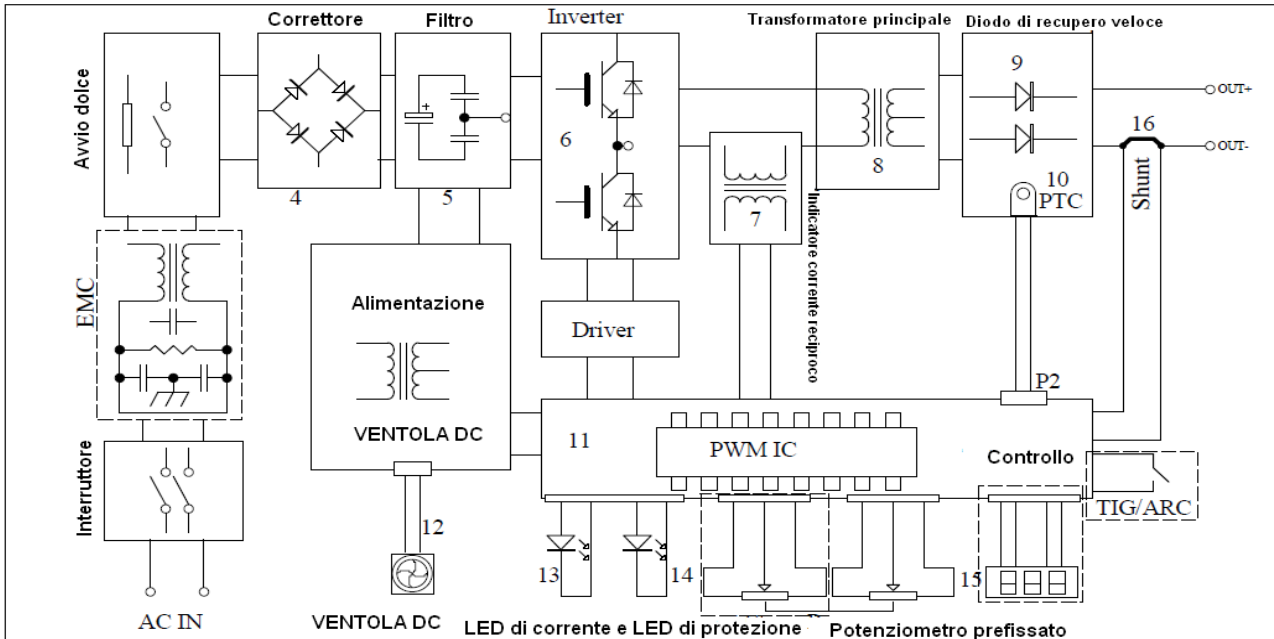 Correttore
Filtro
Inverter
Transformatore principale
Diodo di recupero veloce
Avvio dolce
4
5
6
7
8
9
10
PTC
OUT+
16
OUT-
Shunt
Indicatore corrente reciproco
EMC
Alimentazione
Driver
P2
VENTOLA DC
11
PWM IC
Controllo
TIG/ARC
Interruttore
12
13
14
15
AC IN
VENTOLA DC
LED di corrente e LED di protezione
Potenziometro prefissato